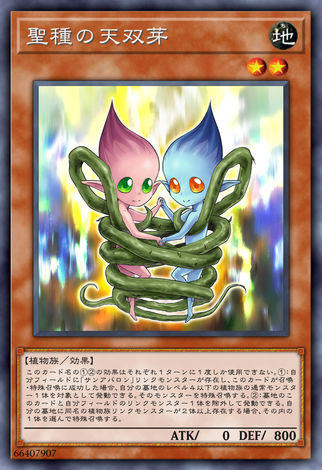 聖種の天双芽
ち
地
【植物族／効果】
このカード名の①②の効果はそれぞれ１ターンに１度しか使用できない。①：自
分フィールドに「サンアバロン」リンクモンスターが存在し、このカードが召喚
・特殊召喚に成功した場合、自分の墓地のレベル４以下の植物族の通常モンスタ
ー１体を対象として発動できる。そのモンスターを特殊召喚する。②：墓地のこ
のカードと自分フィールドのリンクモンスター１体を除外して発動できる。自
分の墓地に同名の植物族リンクモンスターが２体以上存在する場合、その内の
１体を選んで特殊召喚する。
ATK/ 0 DEF/ 800
66407907